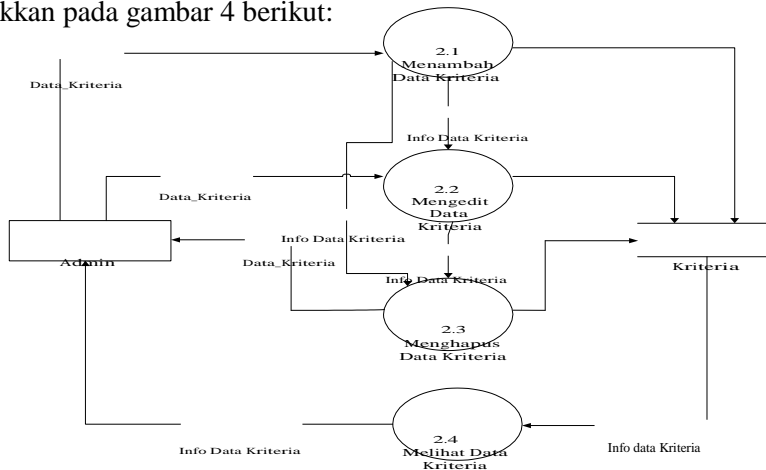 kkan pada gambar 4 berikut:
2.1
Menambah
Data Kriteria
Data_Kriteria
Info Data Kriteria
2.2
Mengedit
Data
Kriteria
Data_Kriteria
Info Data Kriteria
Admin
Data_Kriteria
Kriteria
Info Data Kriteria
2.3
Menghapus
Data Kriteria
2.4
Melihat Data
Kriteria
Info Data Kriteria
Info data Kriteria